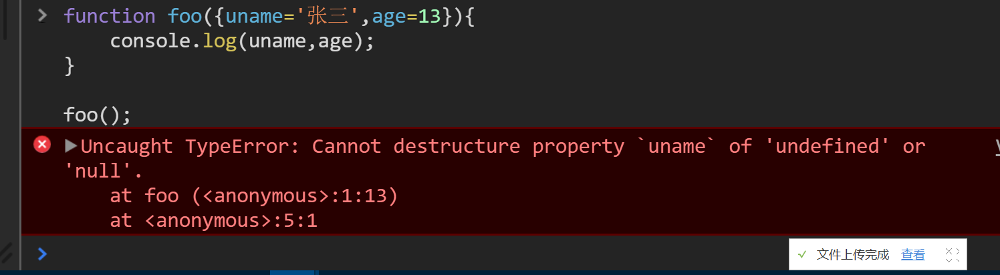 function foo({uname='张三',age=13}){
console.log(uname,age);
}
foo();
Uncaught TypeError: Cannot destructure property `uname` of 'undefined' or
'null'.
at foo (<anonymous>:1:13)
at <anonymous>:5:1
文件上传完成 查看